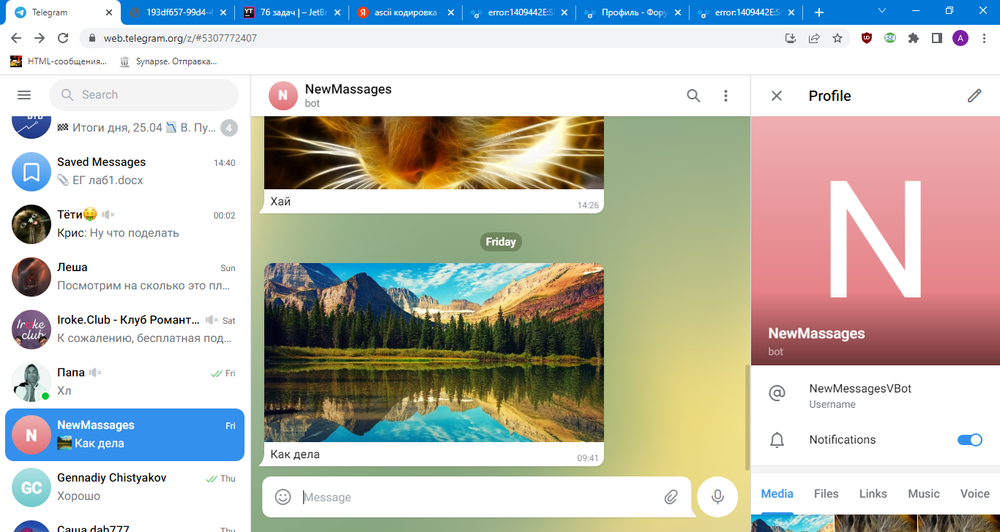 Telegram
193df657-99d4-4
76 задач | – JetBr
ascii кодировка
error:1409442E:S
Профиль - Фору
error:1409442E:S
web.telegram.org/z/#5307772407
A
HTML-сообщения...
Synapse. Отправка...
Search
Итоги дня, 25.04 В. Пу...
4
Saved Messages
14:40
ЕГ лаб1.docx
Тёти
00:02
Крис: Ну что поделать
Леша
Sun
Посмотрим на сколько это пл...
Iroke club
Iroke.Club - Клуб Романт...
Sat
К сожалению, бесплатная под...
Папа
Fri
Хл
N
NewMassages
Fri
Как дела
GC
Gennadiy Chistyakov
Thu
Хорошо
Саша dab777
Thu
N
NewMassages
bot
Хай
14:26
Friday
Как дела
09:41
Message
Profile
N
NewMassages
bot
NewMessagesVBot
Username
Notifications
Media
Files
Links
Music
Voice